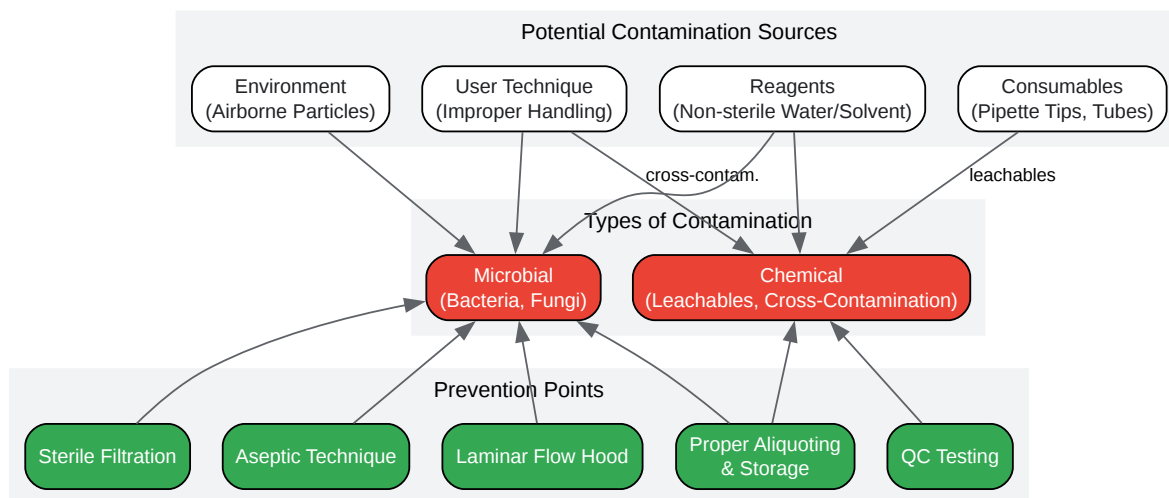 Potential Contamination Sources
Environment
(Airborne Particles)
User Technique
(Improper Handling)
Reagents
(Non-sterile Water/Solvent)
Consumables
(Pipette Tips, Tubes)
cross-contam.
leachables
Types of Contamination
Microbial
(Bacteria, Fungi)
Chemical
(Leachables, Cross-Contamination)
Prevention Points
Sterile Filtration
Aseptic Technique
Laminar Flow Hood
Proper Aliquoting
& Storage
QC Testing